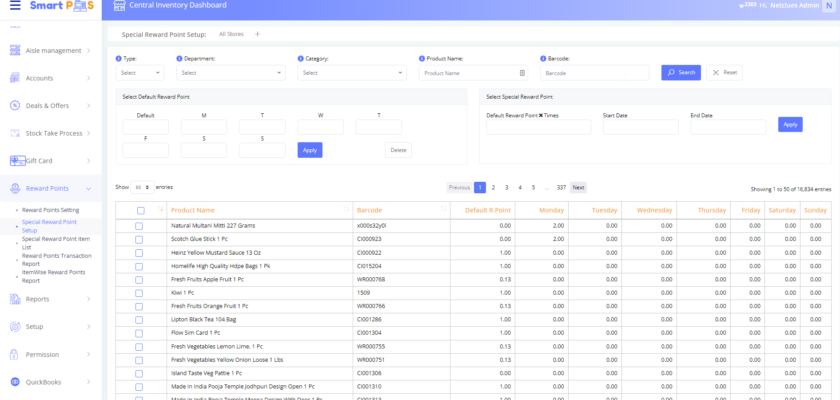 Smart P S
Central Inventory Dashboard
2303 Hi, Netclues Admin N
Special Reward Point Setup: All Stores +
Aisle management
Accounts
Deals & Offers
Stock Take Process
Gift Card
Reward Points
Reward Points Setting
Special Reward Point Setup
Special Reward Point Item List
Reward Points Transaction Report
ItemWise Reward Points Report
Reports
Setup
Permission
QuickBooks
Type: Department: Category: Product Name: Barcode:
Select Select Select Product Name Barcode Search Reset
Select Default Reward Point
Default M T W T
F S S Apply Delete
Select Special Reward Point
Default Reward Point X Times Start Date End Date Apply
Show entries
Previous 1 2 3 4 5 ... 337 Next
Showing 1 to 50 of 16,834 entries
Product Name Barcode Default R.Point Monday Tuesday Wednesday Thursday Friday Saturday Sunday
Natural Multani Mitti 227 Grams x000s32y0l 0.00 2.00 0.00 0.00 0.00 0.00 0.00 0.00
Scotch Glue Stick 1 Pc CI000923 0.00 2.00 0.00 0.00 0.00 0.00 0.00 0.00
Heinz Yellow Mustard Sauce 13 Oz CI000922 1.00 0.00 0.00 0.00 0.00 0.00 0.00 0.00
Homelife High Quality Hdpe Bags 1 Pk CI015204 1.00 0.00 0.00 0.00 0.00 0.00 0.00 0.00
Fresh Fruits Apple Fruit 1 Pc WR000768 0.13 0.00 0.00 0.00 0.00 0.00 0.00 0.00
Kiwi 1 Pc 1509 0.13 0.00 0.00 0.00 0.00 0.00 0.00 0.00
Fresh Fruits Orange Fruit 1 Pc WR000766 0.13 0.00 0.00 0.00 0.00 0.00 0.00 0.00
Lipton Black Tea 104 Bag CI001286 1.00 0.00 0.00 0.00 0.00 0.00 0.00 0.00
Flow Sim Card 1 Pc CI001304 1.00 0.00 0.00 0.00 0.00 0.00 0.00 0.00
Fresh Vegetables Lemon Lime. 1 Pc WR000755 0.13 0.00 0.00 0.00 0.00 0.00 0.00 0.00
Fresh Vegetables Yellow Onion Loose 1 Lbs WR000751 0.13 0.00 0.00 0.00 0.00 0.00 0.00 0.00
Island Taste Veg Pattie 1 Pc CI001306 0.00 0.00 0.00 0.00 0.00 0.00 0.00 0.00
Made In India Pooja Temple Jodhpuri Design Open 1 Pc CI001310 1.00 0.00 0.00 0.00 0.00 0.00 0.00 0.00